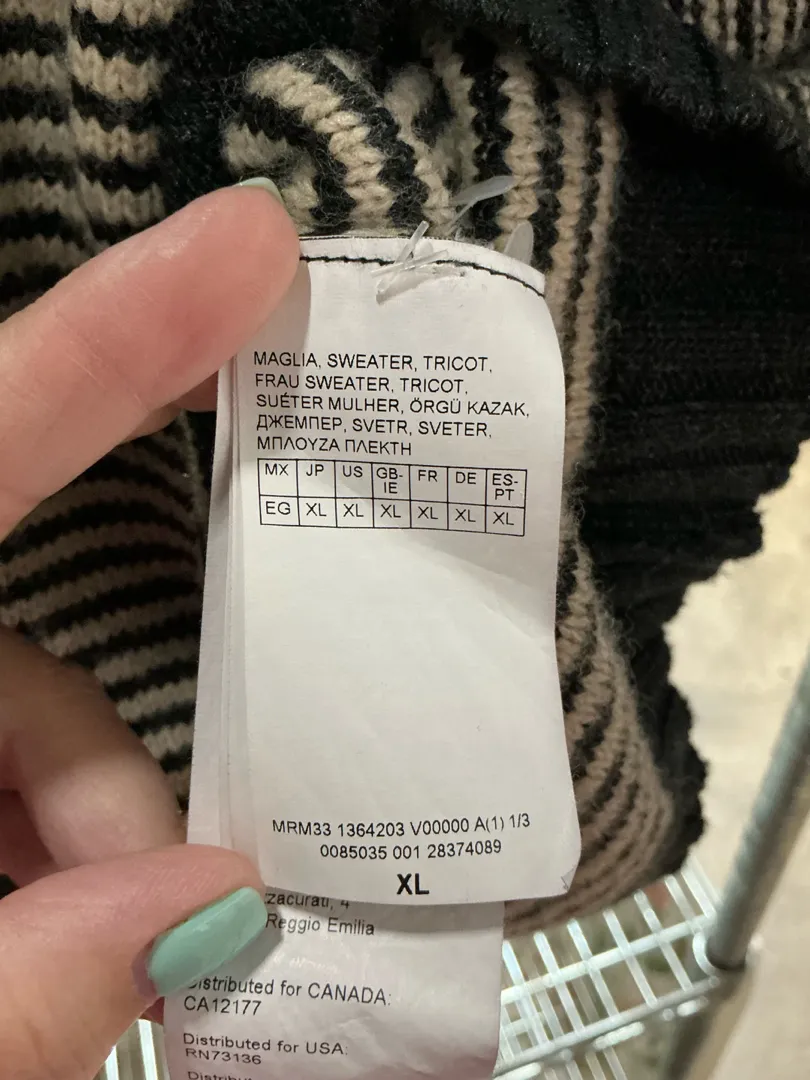 MAGLIA, SWEATER, TRICOT,
FRAU SWEATER, TRICOT,
SUÉTER MULHER, ÖRGÜ KAZAK,
ДЖЕМПЕР, SVETR, SVETER,
ΜΠΛΟΥΖΑ ΠΛΕΚΤΗ
MX JP US GB-IE FR DE ES-PT
EG XL XL XL XL XL XL
MRM33 1364203 V00000 A(1) 1/3
0085035 001 28374089
XL
Reggio Emilia
Distributed for CANADA:
CA12177
Distributed for USA:
RN73136